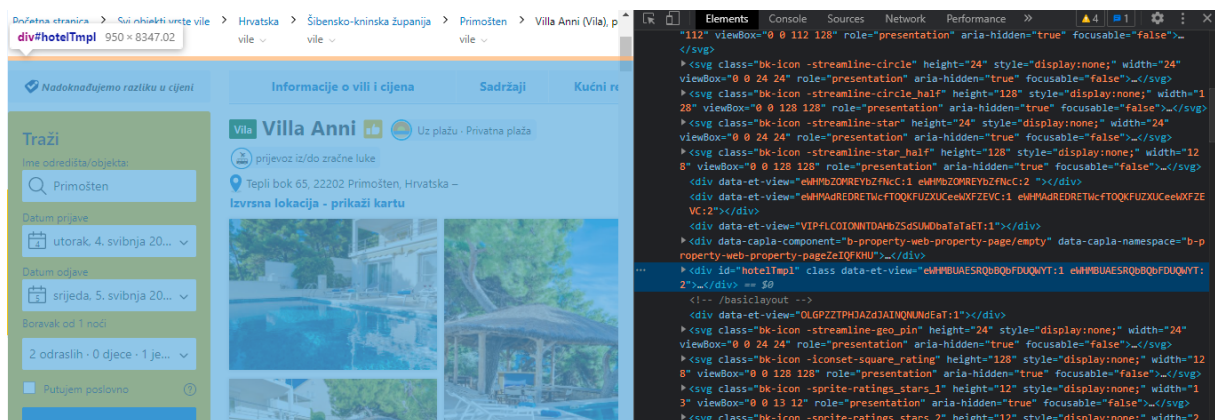 Početna stranica > Svi objekti vrste vile > Hrvatska > Šibensko-kninska županija > Primošten > Villa Anni (Vila), p
vile vile vile
div#hotelTmpl 950 × 8347.02
Nadoknađujemo razliku u cijeni
Informacije o vili i cijena Sadržaji Kućni re
Traži
Ime odredišta/objekta:
Primošten
Datum prijave
4 utorak, 4. svibnja 20...
Datum odjave
5 srijeda, 5. svibnja 20...
Boravak od 1 noći
2 odraslih · 0 djece · 1 je...
Putujem poslovno
Vila Villa Anni Uz plažu · Privatna plaža
prijevoz iz/do zračne luke
Tepli bok 65, 22202 Primošten, Hrvatska –
Izvrsna lokacija - prikaži kartu
Elements Console Sources Network Performance » 4 1
"112" viewBox="0 0 112 128" role="presentation" aria-hidden="true" focusable="false">…
</svg>
<svg class="bk-icon -streamline-circle" height="24" style="display:none;" width="24"
viewBox="0 0 24 24" role="presentation" aria-hidden="true" focusable="false">…</svg>
<svg class="bk-icon -streamline-circle_half" height="128" style="display:none;" width="1
28" viewBox="0 0 128 128" role="presentation" aria-hidden="true" focusable="false">…</svg>
<svg class="bk-icon -streamline-star" height="24" style="display:none;" width="24"
viewBox="0 0 24 24" role="presentation" aria-hidden="true" focusable="false">…</svg>
<svg class="bk-icon -streamline-star_half" height="128" style="display:none;" width="12
8" viewBox="0 0 128 128" role="presentation" aria-hidden="true" focusable="false">…</svg>
<div data-et-view="eWHMbZOMREYbZfNcC:1 eWHMbZOMREYbZfNcC:2 "></div>
<div data-et-view="eWHMAdREDRETWcfTOQKFUZXUCeeWXFZEVC:1 eWHMAdREDRETWcfTOQKFUZXUCeeWXFZE
VC:2"></div>
<div data-et-view="VIPfLCOIONNTDAHbZSdSUWDbaTaTaET:1"></div>
<div data-capla-component="b-property-web-property-page/empty" data-capla-namespace="b-p
roperty-web-property-pageZeIQFKHU">…</div>
<div id="hotelTmpl" class data-et-view="eWHMBUAESRQbBQbFDUQWYT:1 eWHMBUAESRQbBQbFDUQWYT:
2">…</div> == $0
<!-- /basiclayout -->
<div data-et-view="OLGPZZTPHJAZdJAINQNUNdEaT:1"></div>
<svg class="bk-icon -streamline-geo_pin" height="24" style="display:none;" width="24"
viewBox="0 0 24 24" role="presentation" aria-hidden="true" focusable="false">…</svg>
<svg class="bk-icon -iconset-square_rating" height="128" style="display:none;" width="12
8" viewBox="0 0 128 128" role="presentation" aria-hidden="true" focusable="false">…</svg>
<svg class="bk-icon -sprite-ratings_stars_1" height="12" style="display:none;" width="1
3" viewBox="0 0 13 12" role="presentation" aria-hidden="true" focusable="false">…</svg>
<svg class="bk-icon -sprite-ratings_stars_2" height="12" style="display:none;" width="2